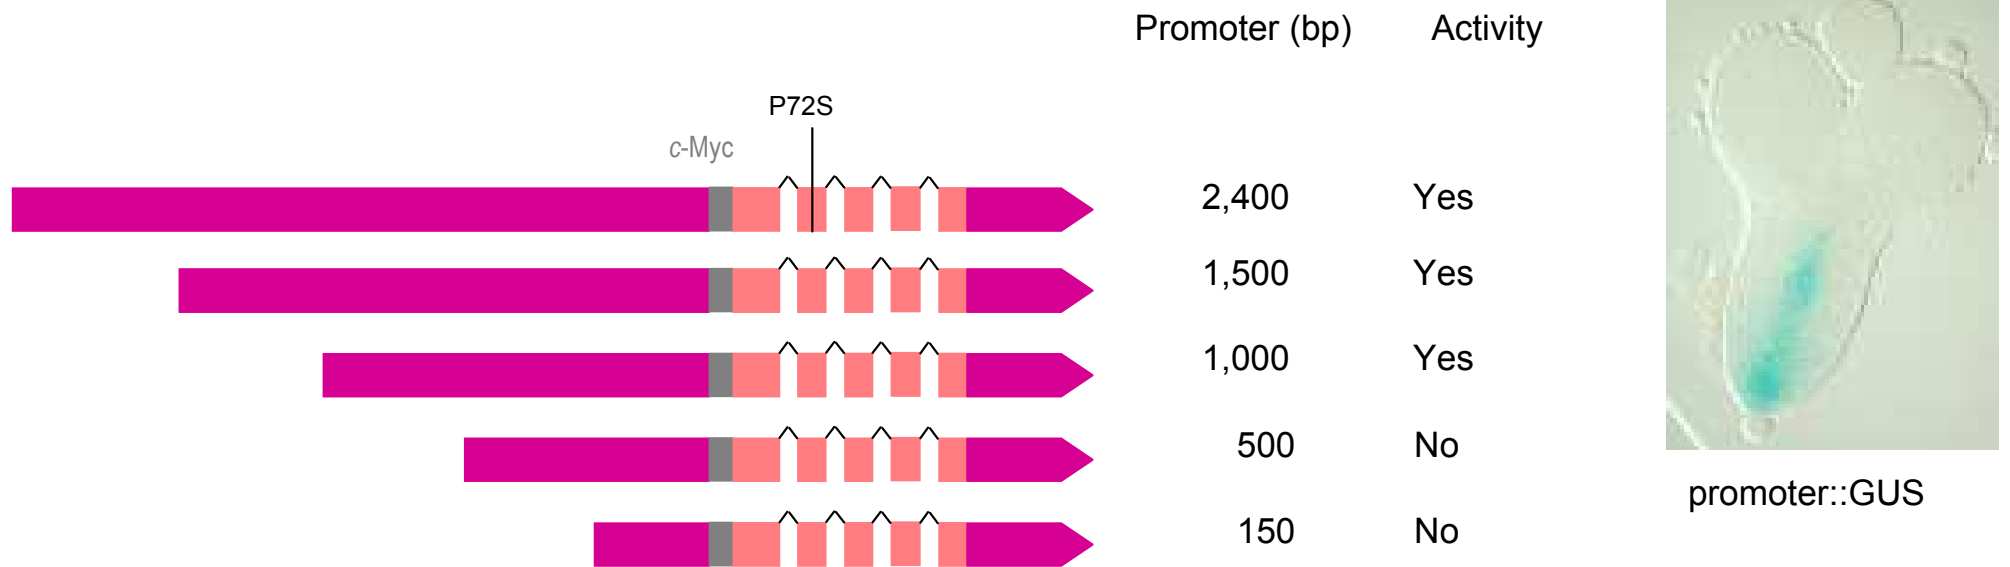 Promoter (bp) Activity
P72S
c-Myc
2,400 Yes
1,500 Yes
1,000 Yes
500 No
150 No
promoter::GUS